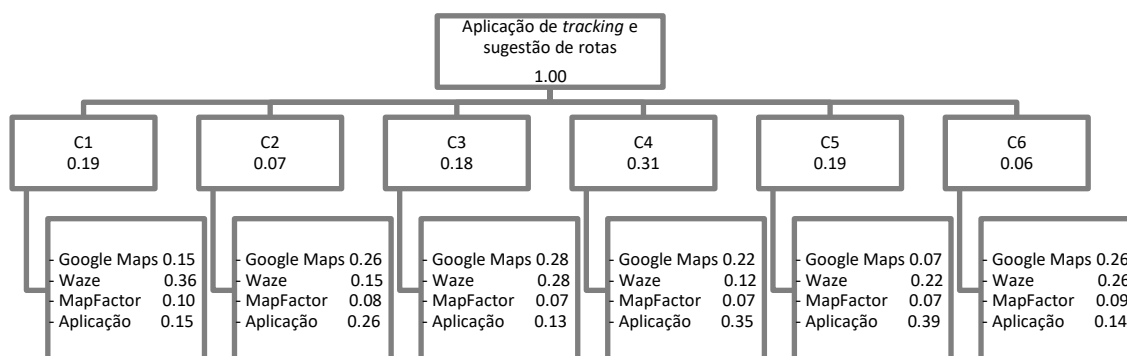 Aplicação de tracking e
sugestão de rotas
1.00
C1
0.19
C2
0.07
C3
0.18
C4
0.31
C5
0.19
C6
0.06
- Google Maps 0.15
- Waze 0.36
- MapFactor 0.10
- Aplicação 0.15
- Google Maps 0.26
- Waze 0.15
- MapFactor 0.08
- Aplicação 0.26
- Google Maps 0.28
- Waze 0.28
- MapFactor 0.07
- Aplicação 0.13
- Google Maps 0.22
- Waze 0.12
- MapFactor 0.07
- Aplicação 0.35
- Google Maps 0.07
- Waze 0.22
- MapFactor 0.07
- Aplicação 0.39
- Google Maps 0.26
- Waze 0.26
- MapFactor 0.09
- Aplicação 0.14